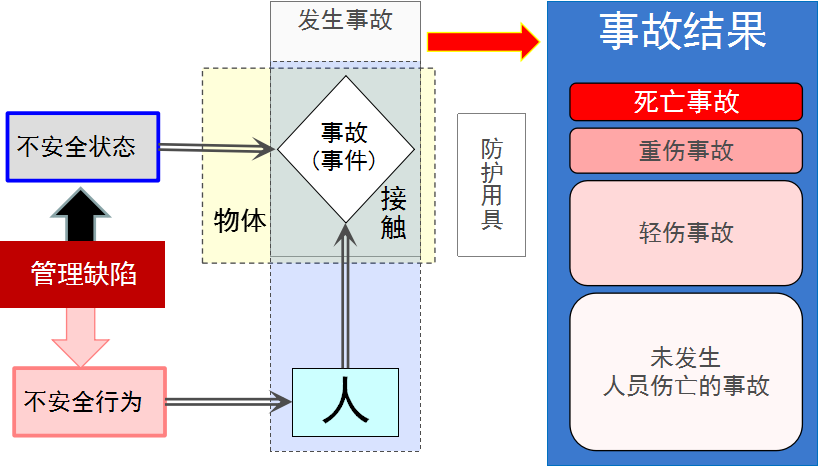 发生事故
事故结果
死亡事故
重伤事故
轻伤事故
未发生
人员伤亡的事故
不安全状态
事故
（事件）
接触
物体
防护用具
管理缺陷
不安全行为
人